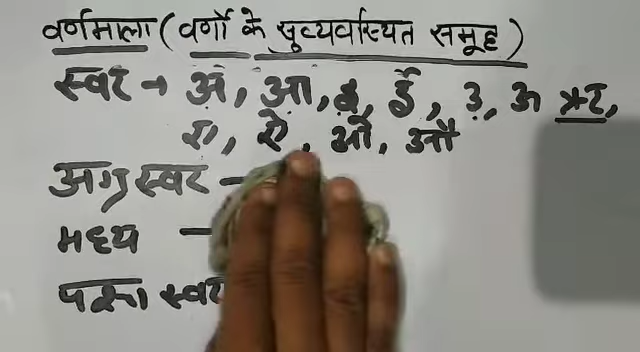 वर्णमाला (वर्णो के सुव्यवस्थित समूह)
स्वर → अ, आ, इ, ई, उ, ऊ ऋ,
ए, ऐ, ओ, औ
अग्र स्वर –
मध्य –
पश्च स्वर